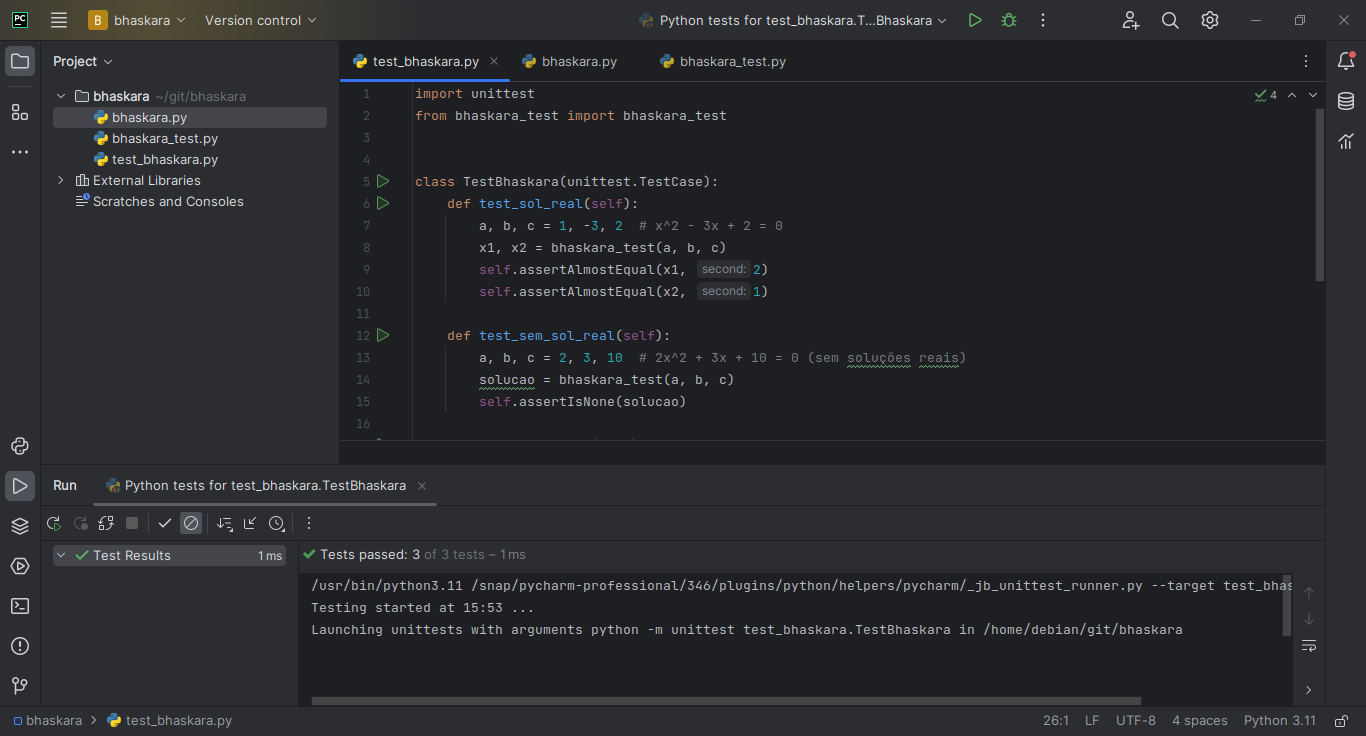 PC
B bhaskara
Version control
Python tests for test_bhaskara.T...Bhaskara
Project
test_bhaskara.py
bhaskara.py
bhaskara_test.py
bhaskara ~/git/bhaskara
bhaskara.py
bhaskara_test.py
test_bhaskara.py
External Libraries
Scratches and Consoles
4
1 import unittest
2 from bhaskara_test import bhaskara_test
3
4
5 class TestBhaskara(unittest.TestCase):
6 def test_sol_real(self):
7 a, b, c = 1, -3, 2 # x^2 - 3x + 2 = 0
8 x1, x2 = bhaskara_test(a, b, c)
9 self.assertAlmostEqual(x1, second: 2)
10 self.assertAlmostEqual(x2, second: 1)
11
12 def test_sem_sol_real(self):
13 a, b, c = 2, 3, 10 # 2x^2 + 3x + 10 = 0 (sem soluções reais)
14 solucao = bhaskara_test(a, b, c)
15 self.assertIsNone(solucao)
16
Run
Python tests for test_bhaskara.TestBhaskara
Test Results 1 ms
Tests passed: 3 of 3 tests – 1 ms
/usr/bin/python3.11 /snap/pycharm-professional/346/plugins/python/helpers/pycharm/_jb_unittest_runner.py --target test_bhas
Testing started at 15:53 ...
Launching unittests with arguments python -m unittest test_bhaskara.TestBhaskara in /home/debian/git/bhaskara
bhaskara
test_bhaskara.py
26:1
LF
UTF-8
4 spaces
Python 3.11